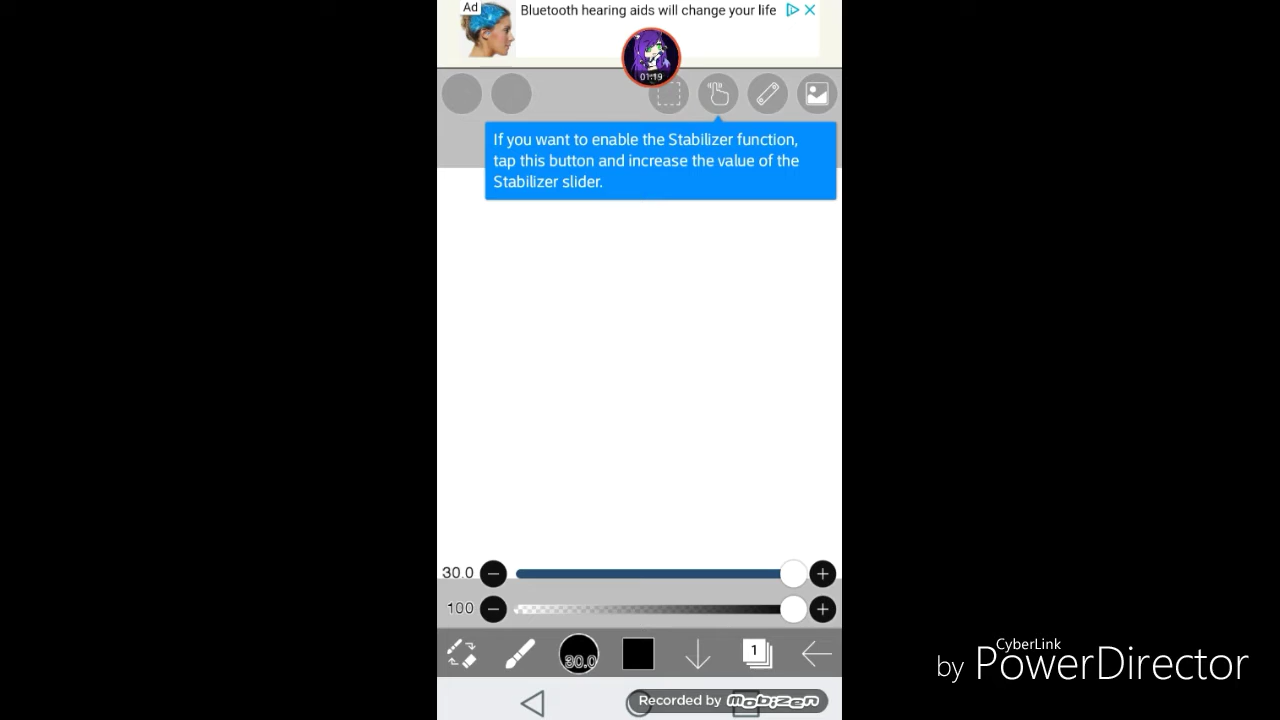 Ad
Bluetooth hearing aids will change your life
01:19
If you want to enable the Stabilizer function,
tap this button and increase the value of the
Stabilizer slider.
30.0
100
30.0
1
CyberLink
by PowerDirector
Recorded by mobizen